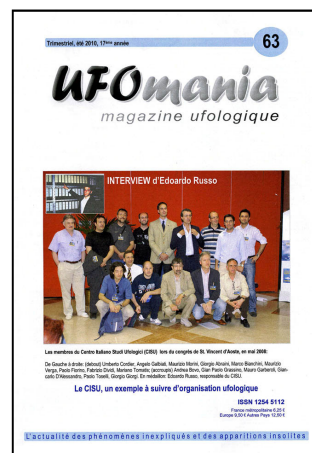 Trimestriel, été 2010, 17ème année
63
UFOmania
magazine ufologique
INTERVIEW d'Edoardo Russo
Les membres du Centro Italiano Studi Ufologici (CISU) lors du congrès de St. Vincent d'Aoste, en mai 2008:
De Gauche à droite: (debout) Umberto Cordier, Angelo Galbiati, Maurizio Morini, Giorgio Abraini, Marco Bianchini, Maurizio
Verga, Paolo Fiorino, Fabrizio Dividi, Mariano Tomatis; (accroupis) Andrea Bovo, Gian Paolo Grassino, Mauro Garberoli, Gian-
carlo D'Alessandro, Paolo Toselli, Giorgio Giorgi. En médaillon: Edoardo Russo, responsable du CISU.
Le CISU, un exemple à suivre d'organisation ufologique
ISSN 1254 5112
France métropolitaine 6,25 €
Europe 9,50 € Autres Pays 12,50 €
L'actualité des phénomènes inexpliqués et des apparitions insolites